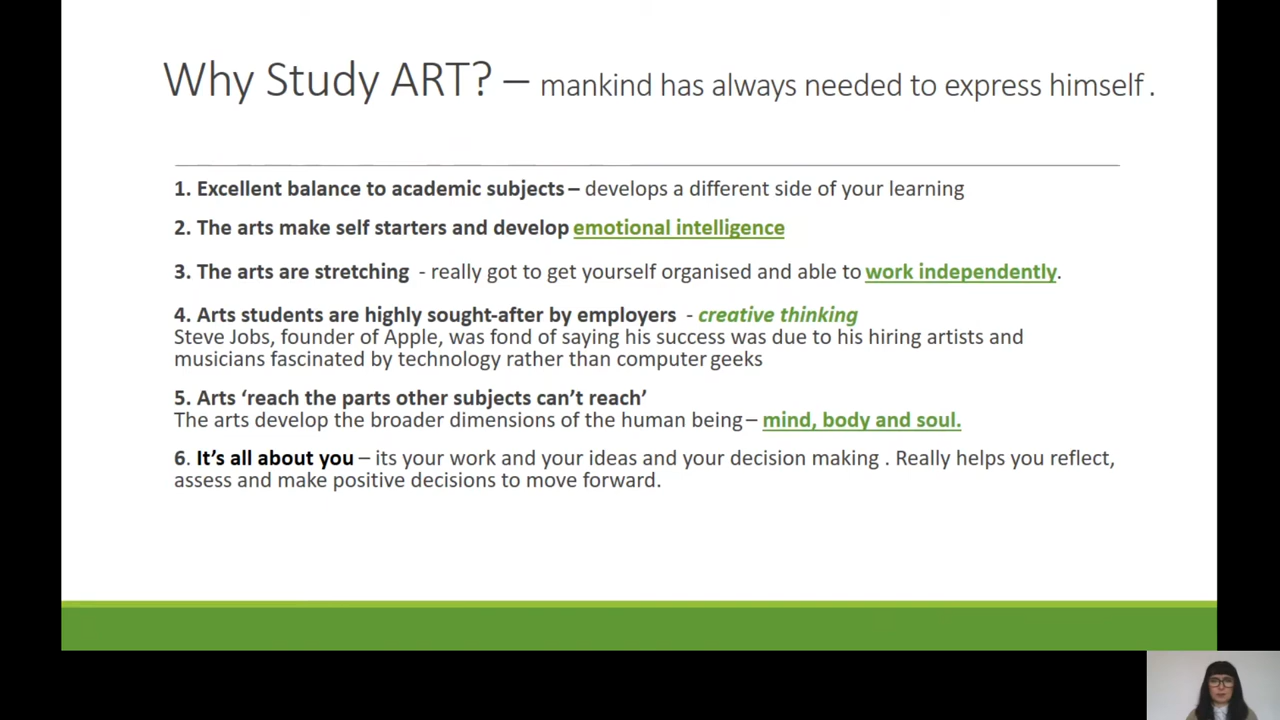 Why Study ART? – mankind has always needed to express himself .
1. Excellent balance to academic subjects – develops a different side of your learning
2. The arts make self starters and develop emotional intelligence
3. The arts are stretching - really got to get yourself organised and able to work independently.
4. Arts students are highly sought-after by employers - creative thinking
Steve Jobs, founder of Apple, was fond of saying his success was due to his hiring artists and
musicians fascinated by technology rather than computer geeks
5. Arts ‘reach the parts other subjects can’t reach’
The arts develop the broader dimensions of the human being – mind, body and soul.
6. It’s all about you – its your work and your ideas and your decision making . Really helps you reflect,
assess and make positive decisions to move forward.